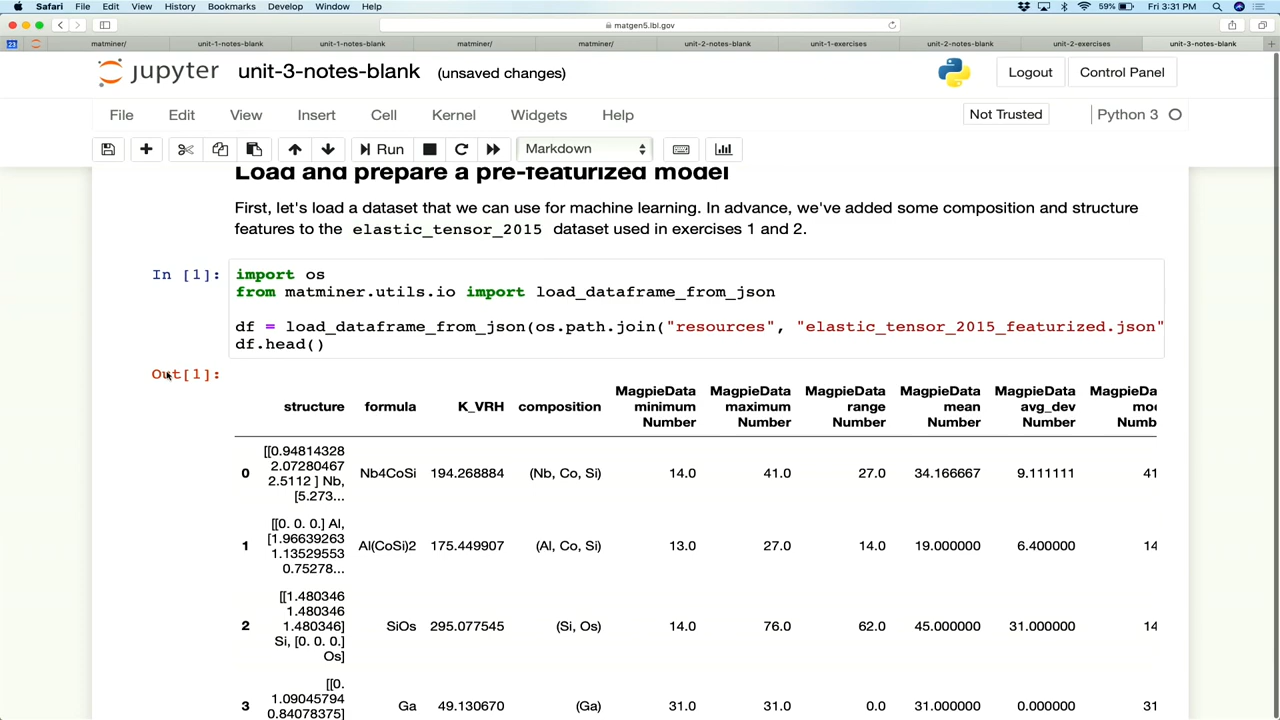 Safari File Edit View History Bookmarks Develop Window Help 59% Fri 3:31 PM
matgen5.lbl.gov
23 matminer/ unit-1-notes-blank unit-1-notes-blank matminer/ matminer/ unit-2-notes-blank unit-1-exercises unit-2-notes-blank unit-2-exercises unit-3-notes-blank
jupyter unit-3-notes-blank (unsaved changes) Logout Control Panel
File Edit View Insert Cell Kernel Widgets Help Not Trusted Python 3
Run Markdown
Load and prepare a pre-featurized model
First, let's load a dataset that we can use for machine learning. In advance, we've added some composition and structure
features to the elastic_tensor_2015 dataset used in exercises 1 and 2.
In [1]: import os
from matminer.utils.io import load_dataframe_from_json
df = load_dataframe_from_json(os.path.join("resources", "elastic_tensor_2015_featurized.json"
df.head()
Out[1]:
MagpieData MagpieData MagpieData MagpieData MagpieData MagpieDa
structure formula K_VRH composition minimum maximum range mean avg_dev mo
Number Number Number Number Number Numb
[[0.94814328
2.07280467
0 2.5112 ] Nb, Nb4CoSi 194.268884 (Nb, Co, Si) 14.0 41.0 27.0 34.166667 9.111111 41
[5.273...
[[0. 0. 0.] Al,
[1.96639263
1 1.13529553 Al(CoSi)2 175.449907 (Al, Co, Si) 13.0 27.0 14.0 19.000000 6.400000 14
0.75278...
[[1.480346
1.480346
2 1.480346] SiOs 295.077545 (Si, Os) 14.0 76.0 62.0 45.000000 31.000000 14
Si, [0. 0. 0.]
Os]
[[0.
1.09045794
3 0.84078375] Ga 49.130670 (Ga) 31.0 31.0 0.0 31.000000 0.000000 31